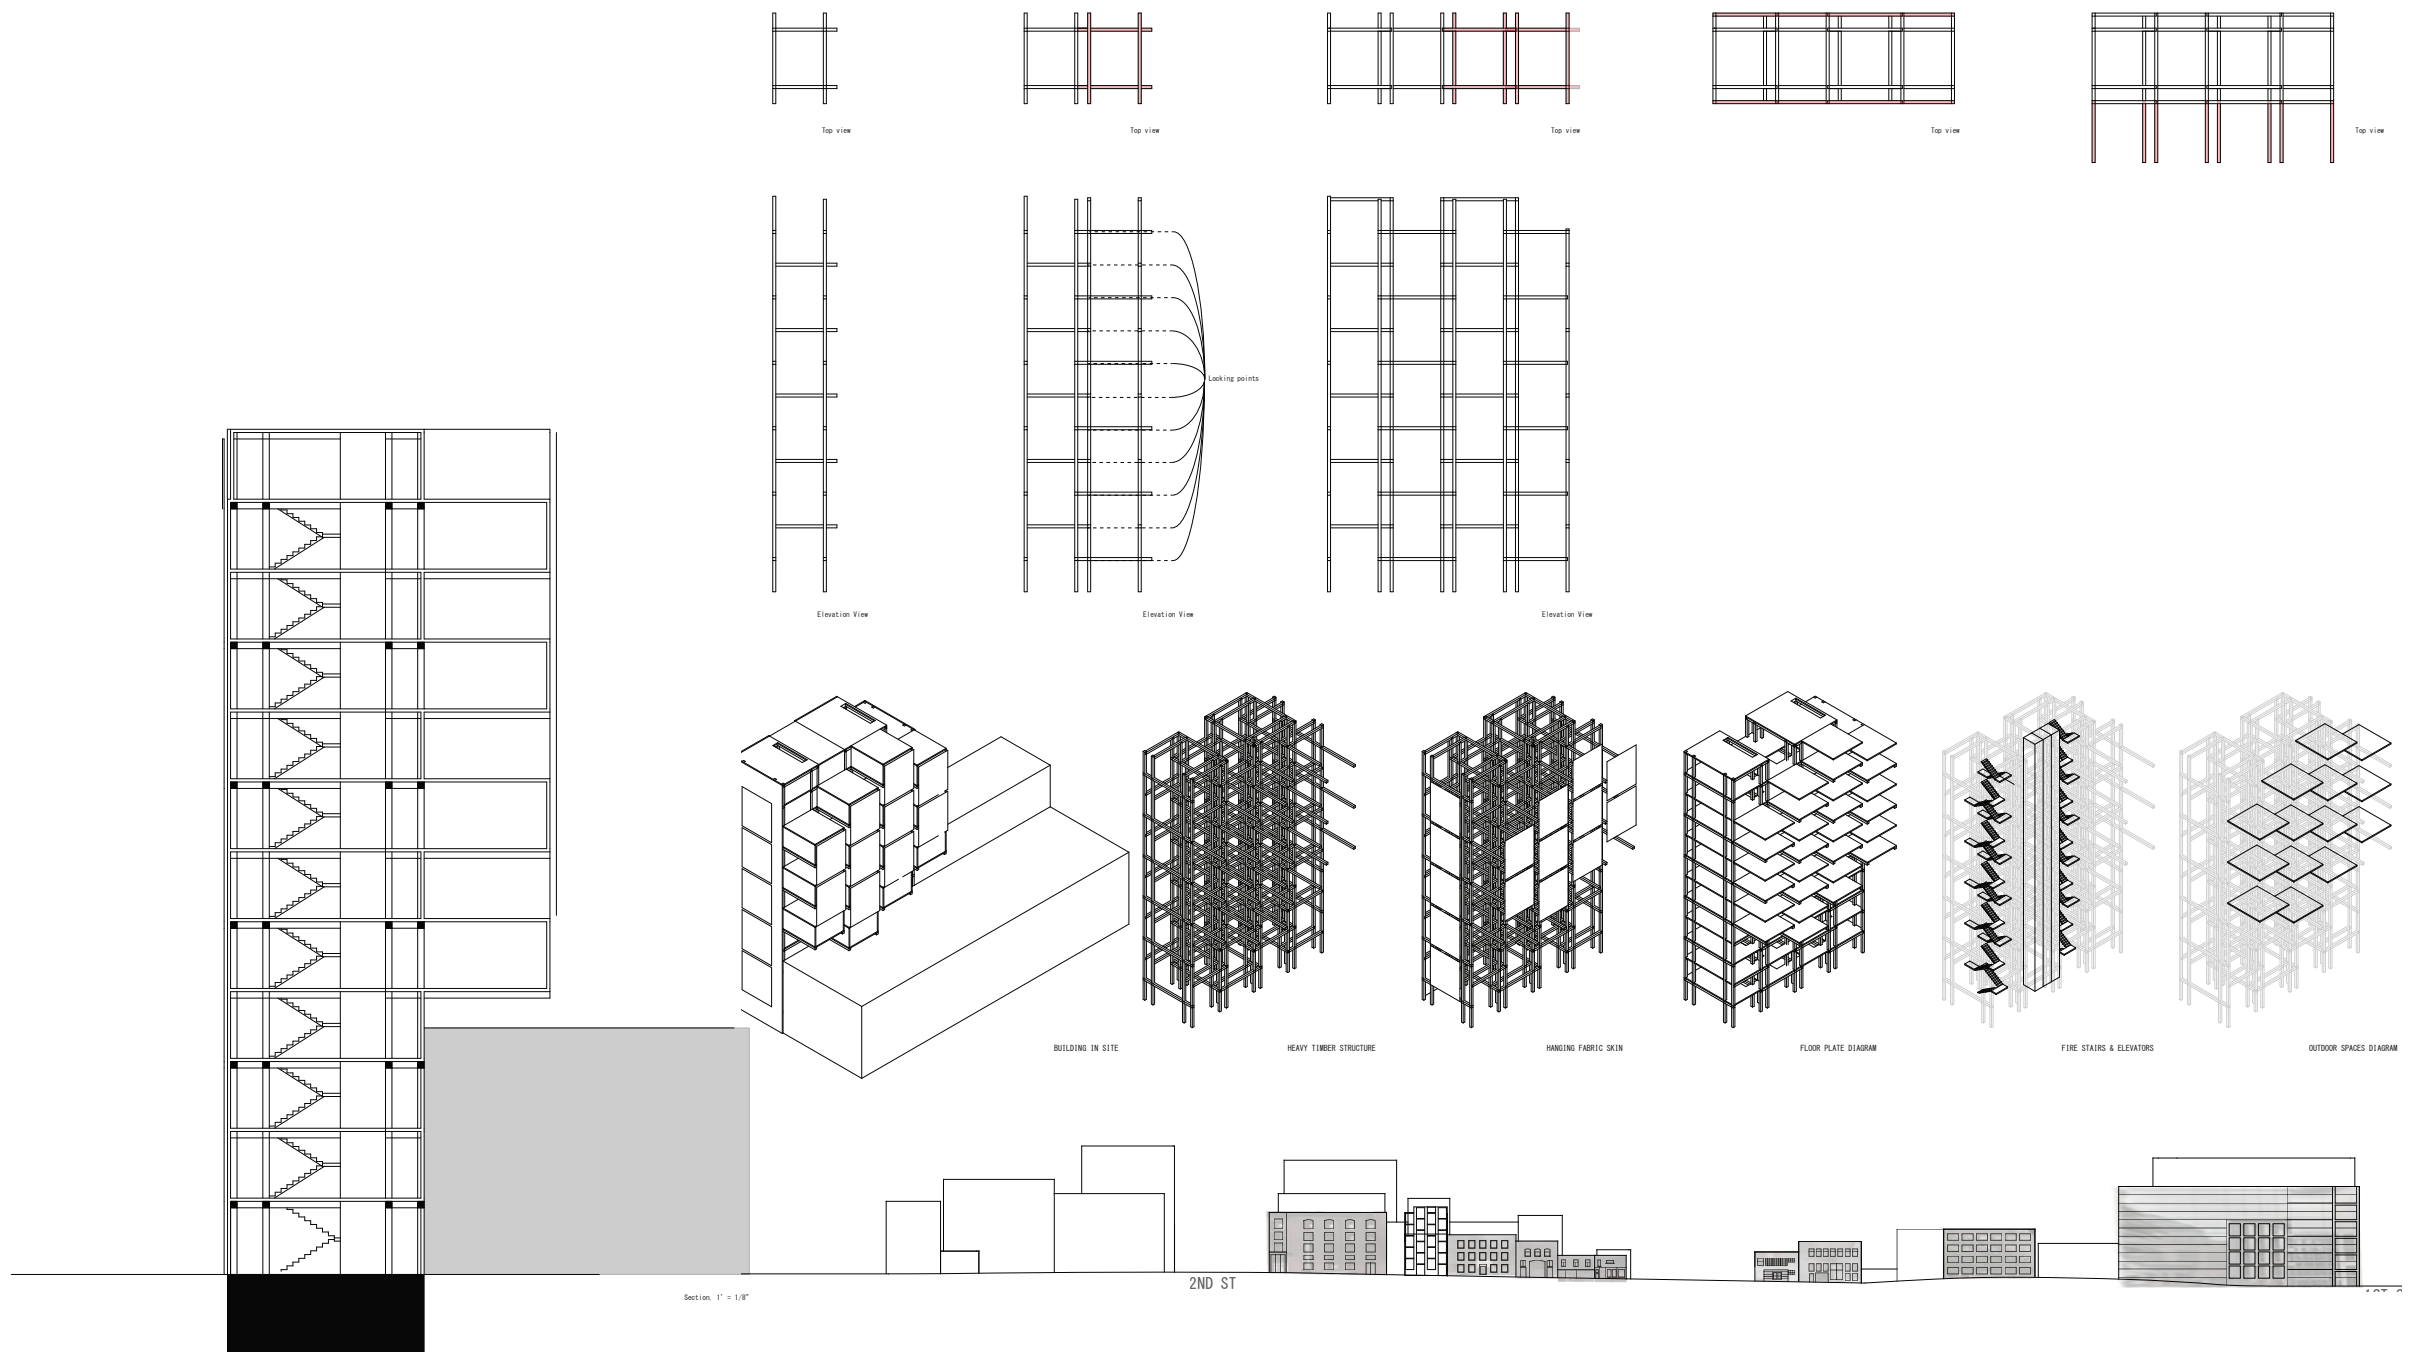 Top view
Top view
Top view
Top view
Top view
Locking points
Elevation View
Elevation View
Elevation View
BUILDING IN SITE
HEAVY TIMBER STRUCTURE
HANGING FABRIC SKIN
FLOOR PLATE DIAGRAM
FIRE STAIRS & ELEVATORS
OUTDOOR SPACES DIAGRAM
2ND ST
Section, 1' = 1/8"